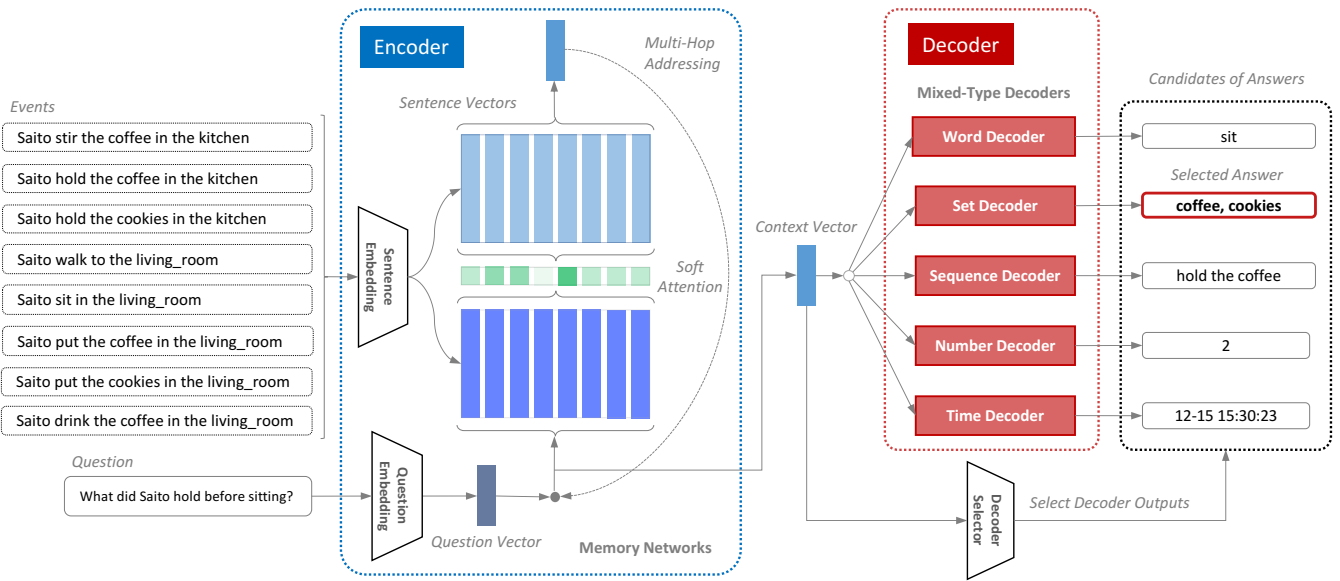 Encoder
Multi-Hop
Addressing
Sentence Vectors
Events
Saito stir the coffee in the kitchen
Saito hold the coffee in the kitchen
Saito hold the cookies in the kitchen
Saito walk to the living_room
Saito sit in the living_room
Saito put the coffee in the living_room
Saito put the cookies in the living_room
Saito drink the coffee in the living_room
Question
What did Saito hold before sitting?
Sentence
Embedding
Soft
Attention
Question
Embedding
Question Vector
Memory Networks
Context Vector
Decoder
Mixed-Type Decoders
Word Decoder
Set Decoder
Sequence Decoder
Number Decoder
Time Decoder
Candidates of Answers
sit
Selected Answer
coffee, cookies
hold the coffee
2
12-15 15:30:23
Decoder
Selector
Select Decoder Outputs